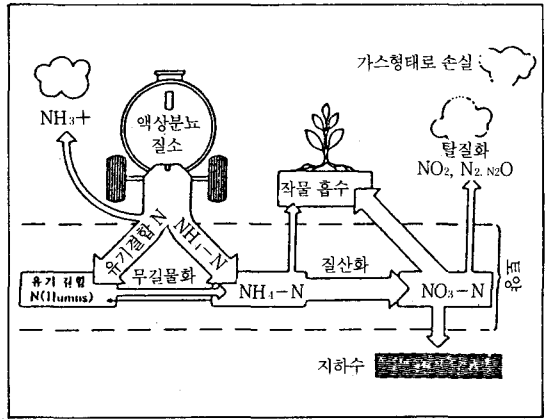 가스형태로 손실
NH₃+
액상분뇨
질소
탈질화
NO₂, N₂, N₂O
작물 흡수
유기결합 N
NH₄-N
무길물화
질산화
유기 결합
N(Humus)
NH₄-N
NO₃-N
토양
지하수